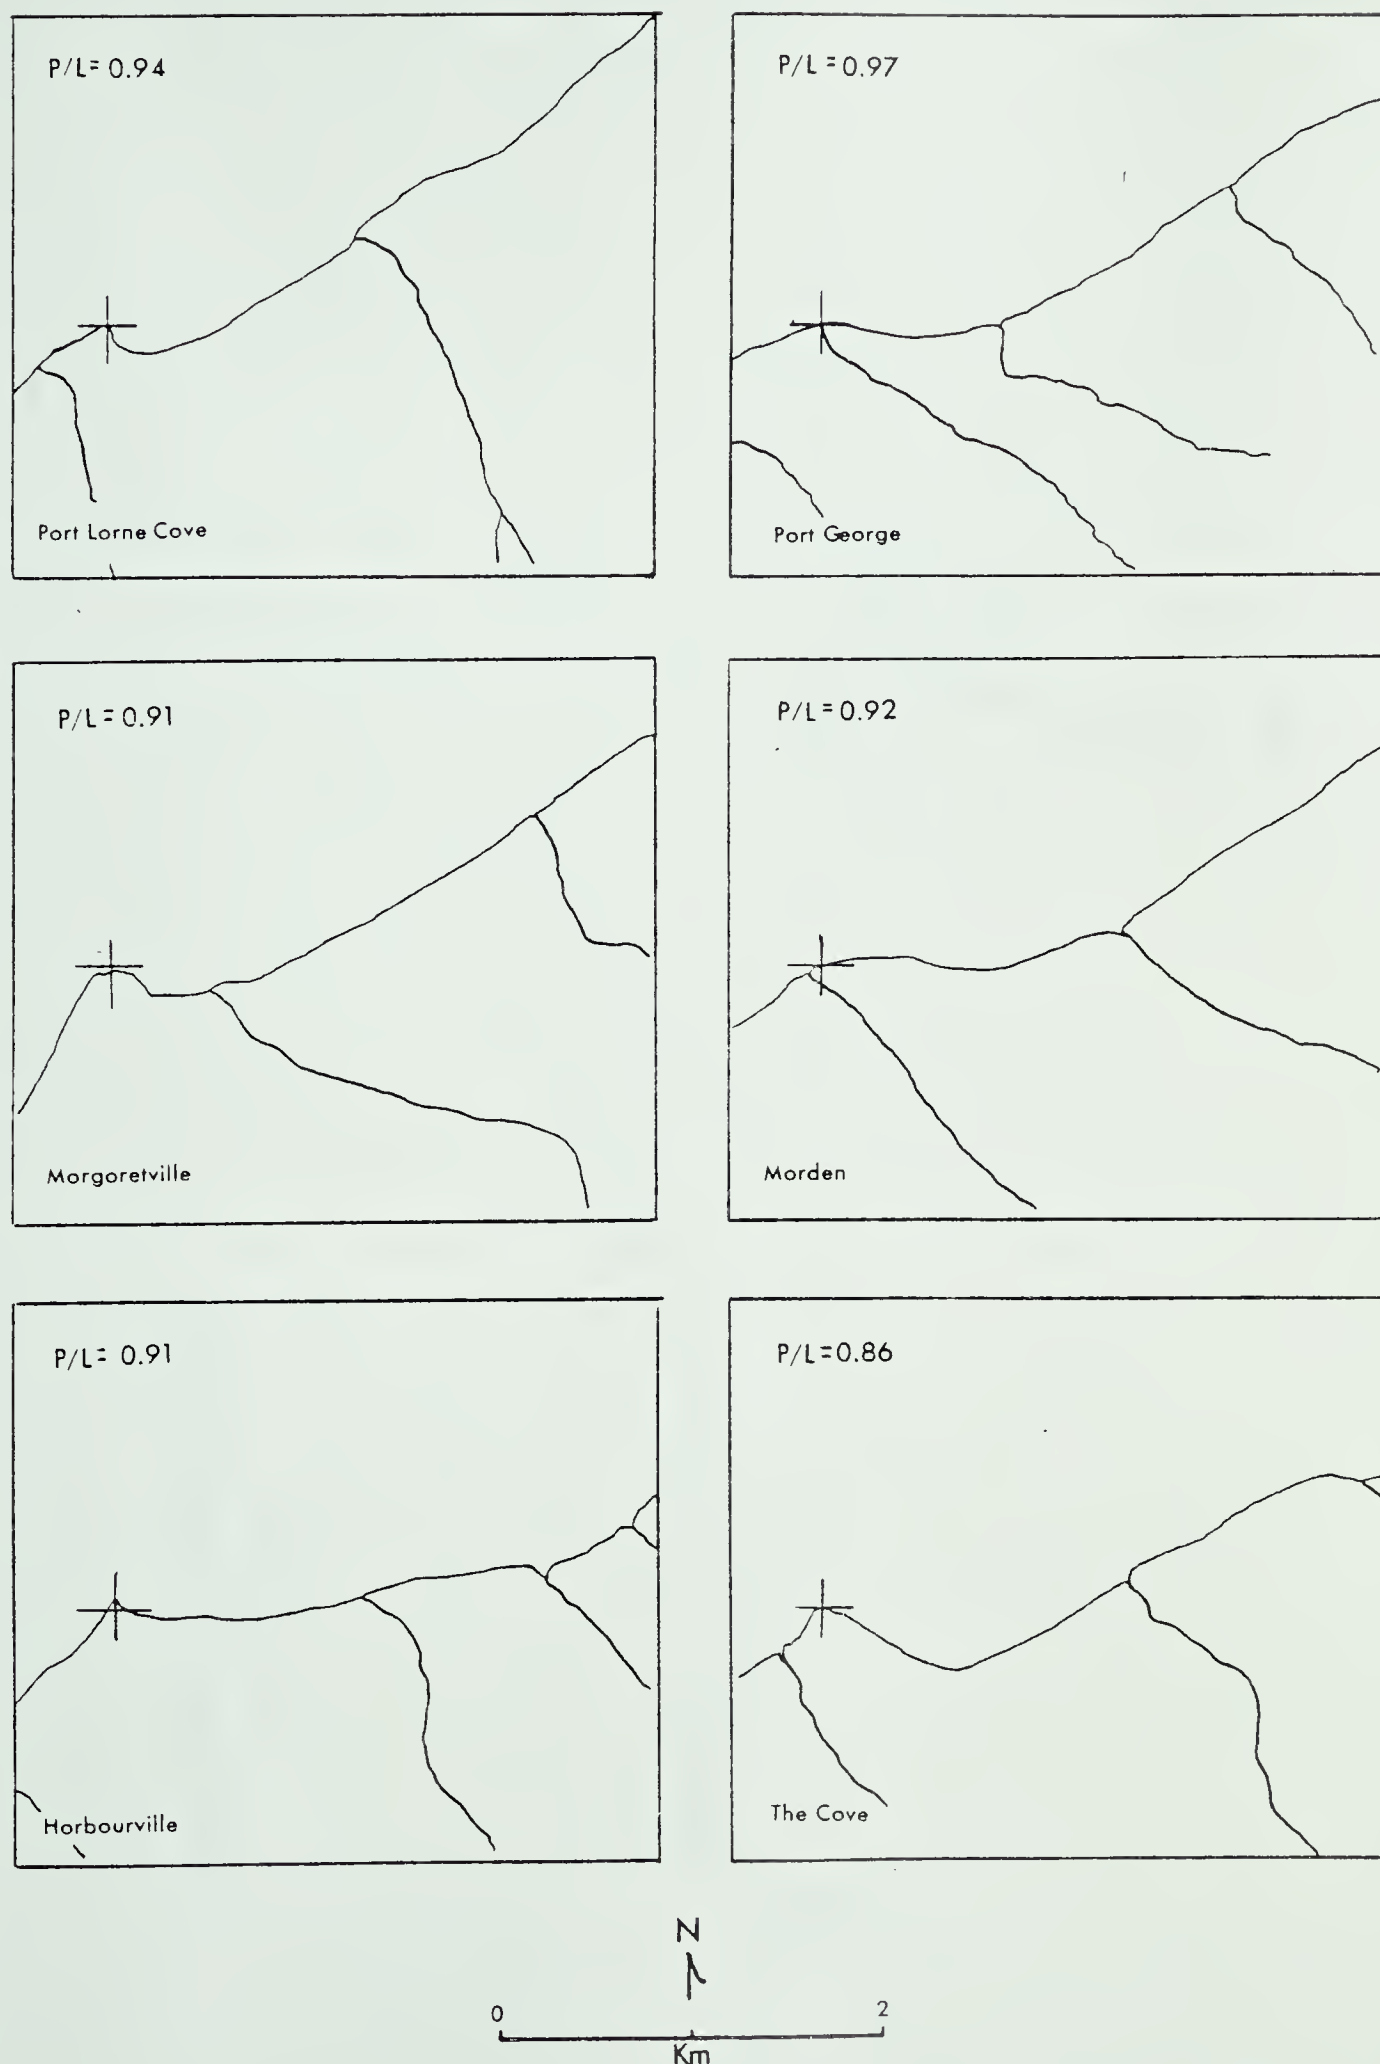 P/L= 0.94
Port Lorne Cove
P/L= 0.97
Port George
P/L= 0.91
Morgoretville
P/L= 0.92
Morden
P/L= 0.91
Horbourville
P/L=0.86
The Cove
N
0 2
Km